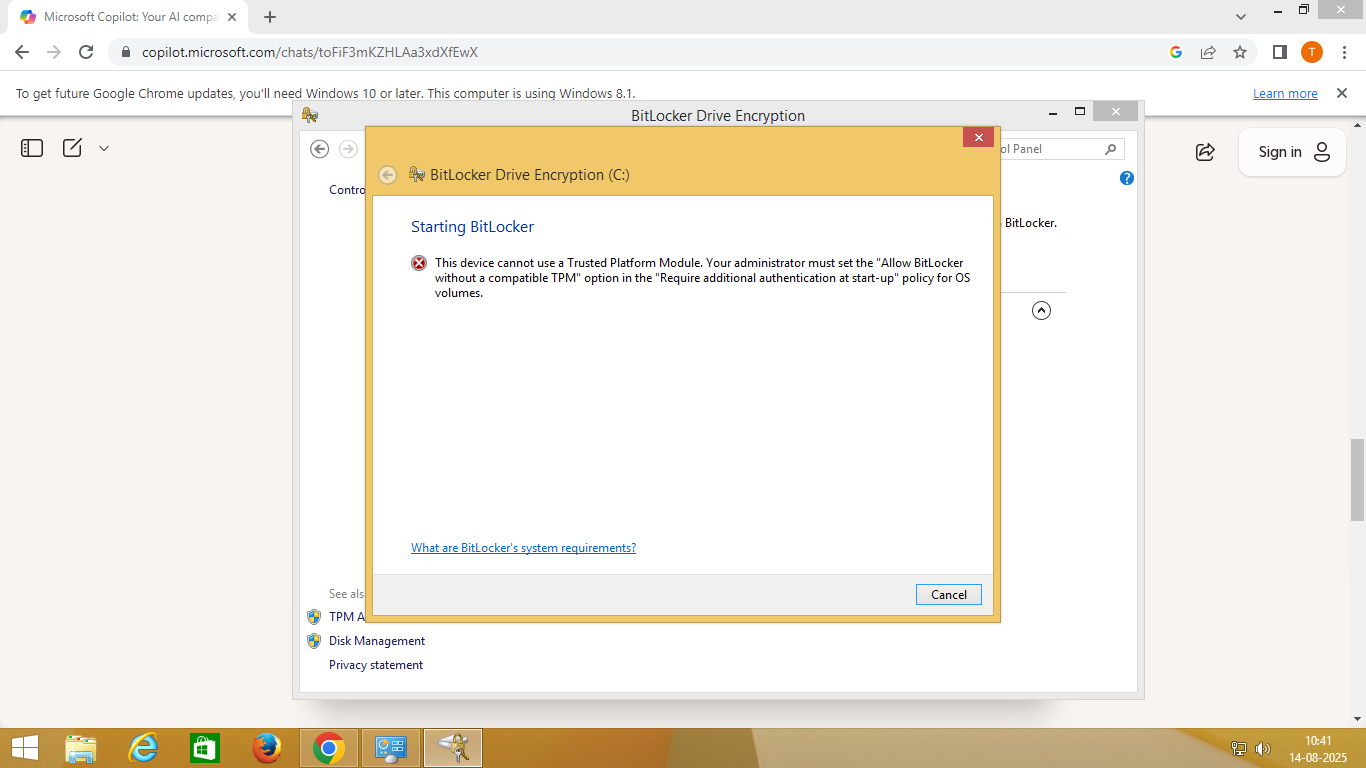 Microsoft Copilot: Your AI compa
copilot.microsoft.com/chats/toFiF3mKZHLAa3xdXfEwX
T
To get future Google Chrome updates, you'll need Windows 10 or later. This computer is using Windows 8.1.
Learn more
BitLocker Drive Encryption
ol Panel
Sign in
BitLocker Drive Encryption (C:)
Contro
Starting BitLocker
BitLocker.
This device cannot use a Trusted Platform Module. Your administrator must set the "Allow BitLocker
without a compatible TPM" option in the "Require additional authentication at start-up" policy for OS
volumes.
What are BitLocker's system requirements?
Cancel
See als
TPM A
Disk Management
Privacy statement
10:41
14-08-2025